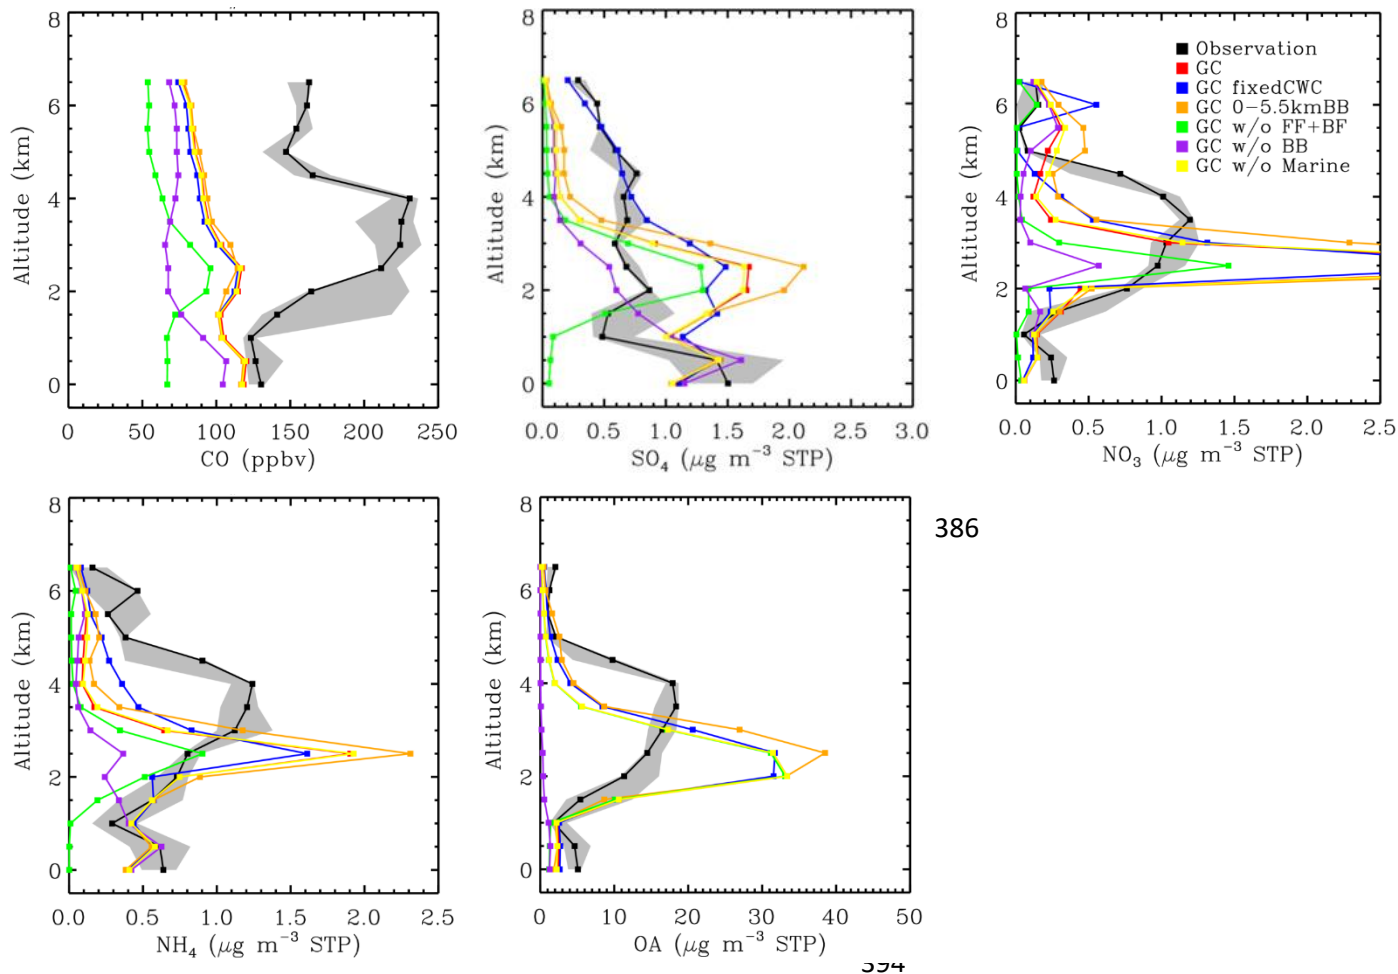 8
6
4
2
0
Altitude (km)
0 50 100 150 200 250
CO (ppbv)
8
6
4
2
0
Altitude (km)
0.0 0.5 1.0 1.5 2.0 2.5 3.0
SO₄ (μg m⁻³ STP)
8
6
4
2
0
Altitude (km)
Observation
GC
GC fixedCWC
GC 0−5.5kmBB
GC w/o FF+BF
GC w/o BB
GC w/o Marine
0.0 0.5 1.0 1.5 2.0 2.5
NO₃ (μg m⁻³ STP)
8
6
4
2
0
Altitude (km)
0.0 0.5 1.0 1.5 2.0 2.5
NH₄ (μg m⁻³ STP)
8
6
4
2
0
Altitude (km)
0 10 20 30 40 50
OA (μg m⁻³ STP)
386
394